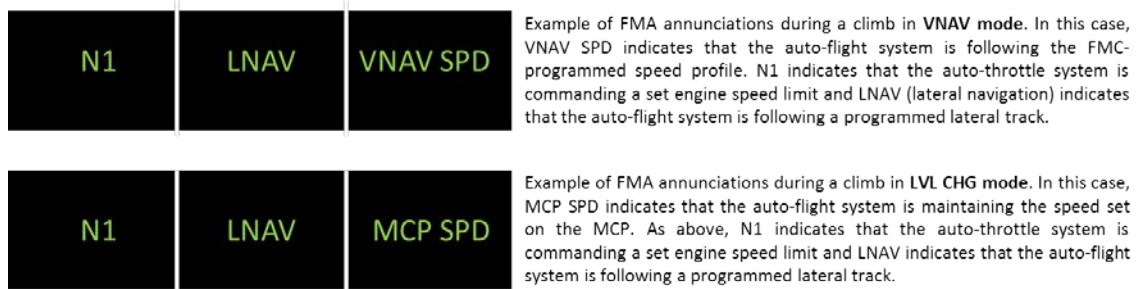 N1 LNAV VNAV SPD
Example of FMA annunciations during a climb in VNAV mode. In this case,
VNAV SPD indicates that the auto-flight system is following the FMC-
programmed speed profile. N1 indicates that the auto-throttle system is
commanding a set engine speed limit and LNAV (lateral navigation) indicates
that the auto-flight system is following a programmed lateral track.
N1 LNAV MCP SPD
Example of FMA annunciations during a climb in LVL CHG mode. In this case,
MCP SPD indicates that the auto-flight system is maintaining the speed set
on the MCP. As above, N1 indicates that the auto-throttle system is
commanding a set engine speed limit and LNAV indicates that the auto-flight
system is following a programmed lateral track.